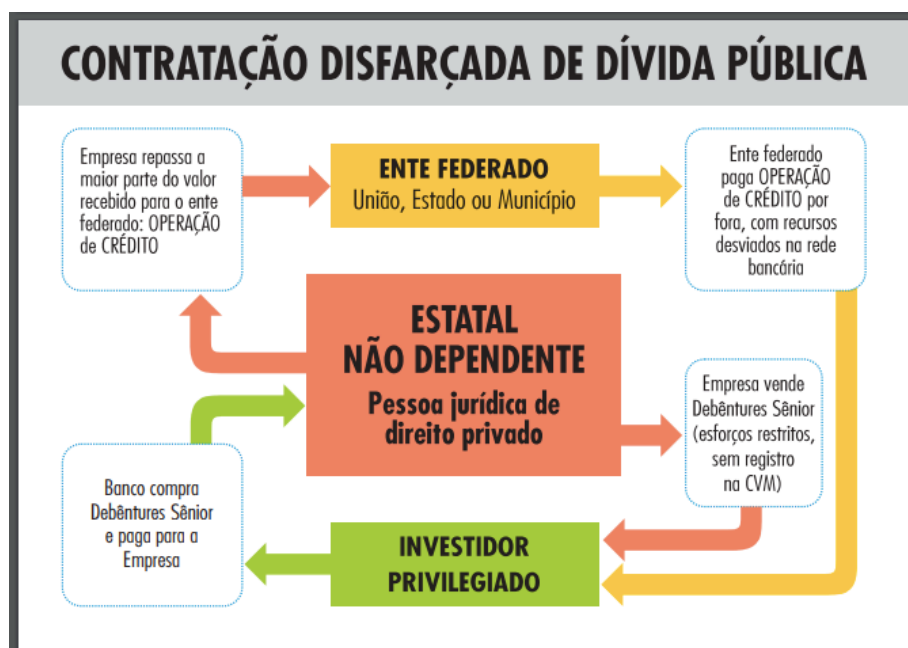 CONTRATAÇÃO DISFARÇADA DE DÍVIDA PÚBLICA
Empresa repassa a
maior parte do valor
recebido para o ente
federado: OPERAÇÃO
de CRÉDITO
ENTE FEDERADO
União, Estado ou Município
Ente federado
paga OPERAÇÃO
de CRÉDITO por
fora, com recursos
desviados na rede
bancária
ESTATAL
NÃO DEPENDENTE
Pessoa jurídica de
direito privado
Empresa vende
Debêntures Sênior
(esforços restritos,
sem registro
na CVM)
Banco compra
Debêntures Sênior
e paga para a
Empresa
INVESTIDOR
PRIVILEGIADO